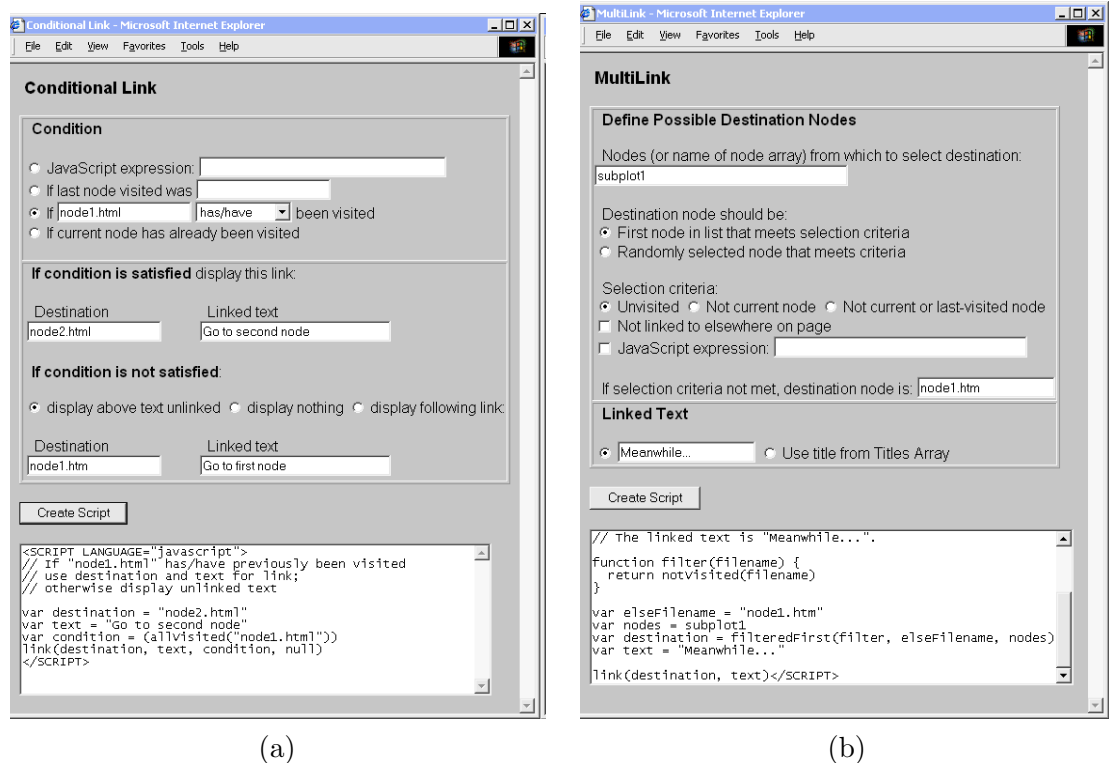 Conditional Link - Microsoft Internet Explorer
File Edit View Favorites Tools Help
Conditional Link
Condition
JavaScript expression:
If last node visited was
If node1.html has/have been visited
If current node has already been visited
If condition is satisfied display this link:
Destination Linked text
node2.html Go to second node
If condition is not satisfied:
display above text unlinked display nothing display following link:
Destination Linked text
node1.htm Go to first node
Create Script
<SCRIPT LANGUAGE="javascript">
// If "node1.html" has/have previously been visited
// use destination and text for link;
// otherwise display unlinked text
var destination = "node2.html"
var text = "Go to second node"
var condition = (allVisited("node1.html"))
link(destination, text, condition, null)
</SCRIPT>
(a)
MultiLink - Microsoft Internet Explorer
File Edit View Favorites Tools Help
MultiLink
Define Possible Destination Nodes
Nodes (or name of node array) from which to select destination:
subplot1
Destination node should be:
First node in list that meets selection criteria
Randomly selected node that meets criteria
Selection criteria:
Unvisited Not current node Not current or last-visited node
Not linked to elsewhere on page
JavaScript expression:
If selection criteria not met, destination node is: node1.htm
Linked Text
Meanwhile... Use title from Titles Array
Create Script
// The linked text is "Meanwhile...".
function filter(filename) {
return notVisited(filename)
}
var elseFilename = "node1.htm"
var nodes = subplot1
var destination = filteredFirst(filter, elseFilename, nodes)
var text = "Meanwhile..."
link(destination, text)</SCRIPT>
(b)